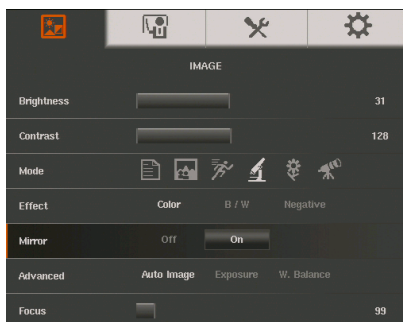 IMAGE
Brightness 31
Contrast 128
Mode
Effect Color B / W Negative
Mirror Off On
Advanced Auto Image Exposure W. Balance
Focus 99